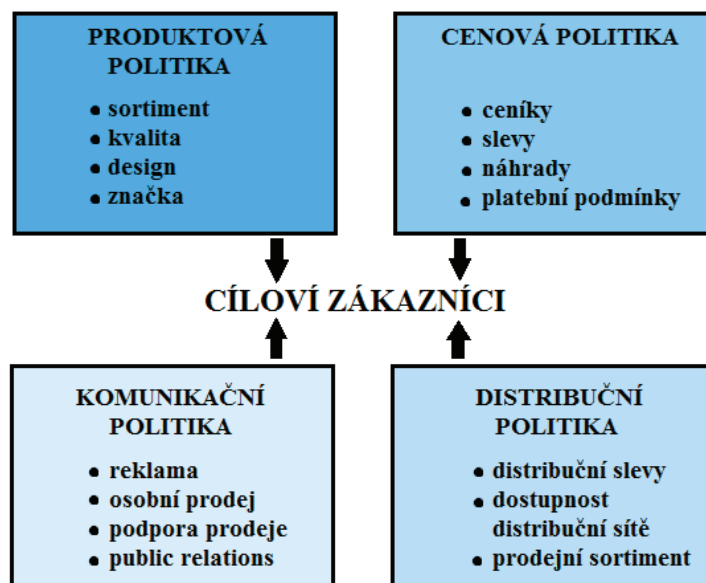 PRODUKTOVÁ
POLITIKA
• sortiment
• kvalita
• design
• značka
CENOVÁ POLITIKA
• ceníky
• slevy
• náhrady
• platební podmínky
CÍLOVÍ ZÁKAZNÍCI
KOMUNIKAČNÍ
POLITIKA
• reklama
• osobní prodej
• podpora prodeje
• public relations
DISTRIBUČNÍ
POLITIKA
• distribuční slevy
• dostupnost
distribuční sítě
• prodejní sortiment